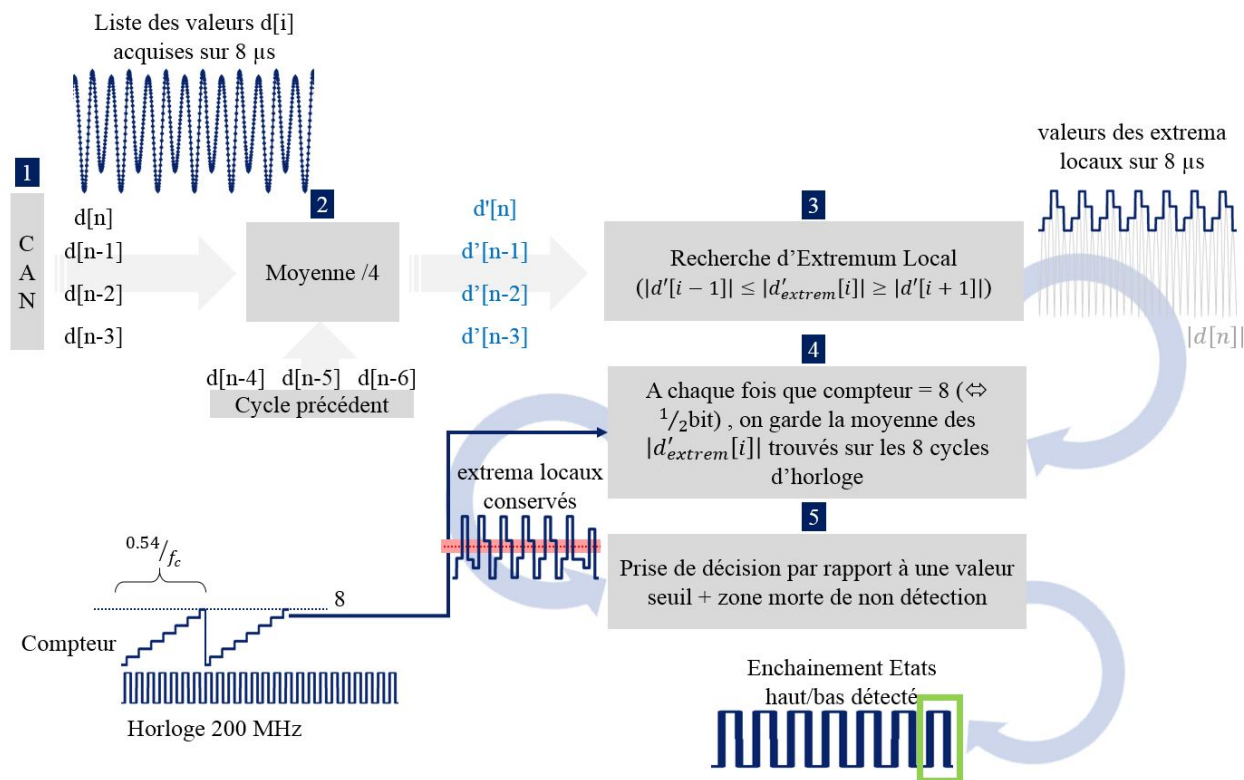 Liste des valeurs d[i]
acquises sur 8 µs
1
C
A
N
d[n]
d[n-1]
d[n-2]
d[n-3]
2
Moyenne /4
d[n-4] d[n-5] d[n-6]
Cycle précédent
d'[n]
d’[n-1]
d’[n-2]
d’[n-3]
3
Recherche d’Extremum Local
(|d′[i − 1]| ≤ |d′extrem[i]| ≥ |d′[i + 1]|)
valeurs des extrema
locaux sur 8 µs
|d[n]|
4
A chaque fois que compteur = 8 (⇔
1/2bit) , on garde la moyenne des
|d′extrem[i]| trouvés sur les 8 cycles
d’horloge
extrema locaux
conservés
5
Prise de décision par rapport à une valeur
seuil + zone morte de non détection
0.54/fc
8
Compteur
Horloge 200 MHz
Enchainement Etats
haut/bas détecté